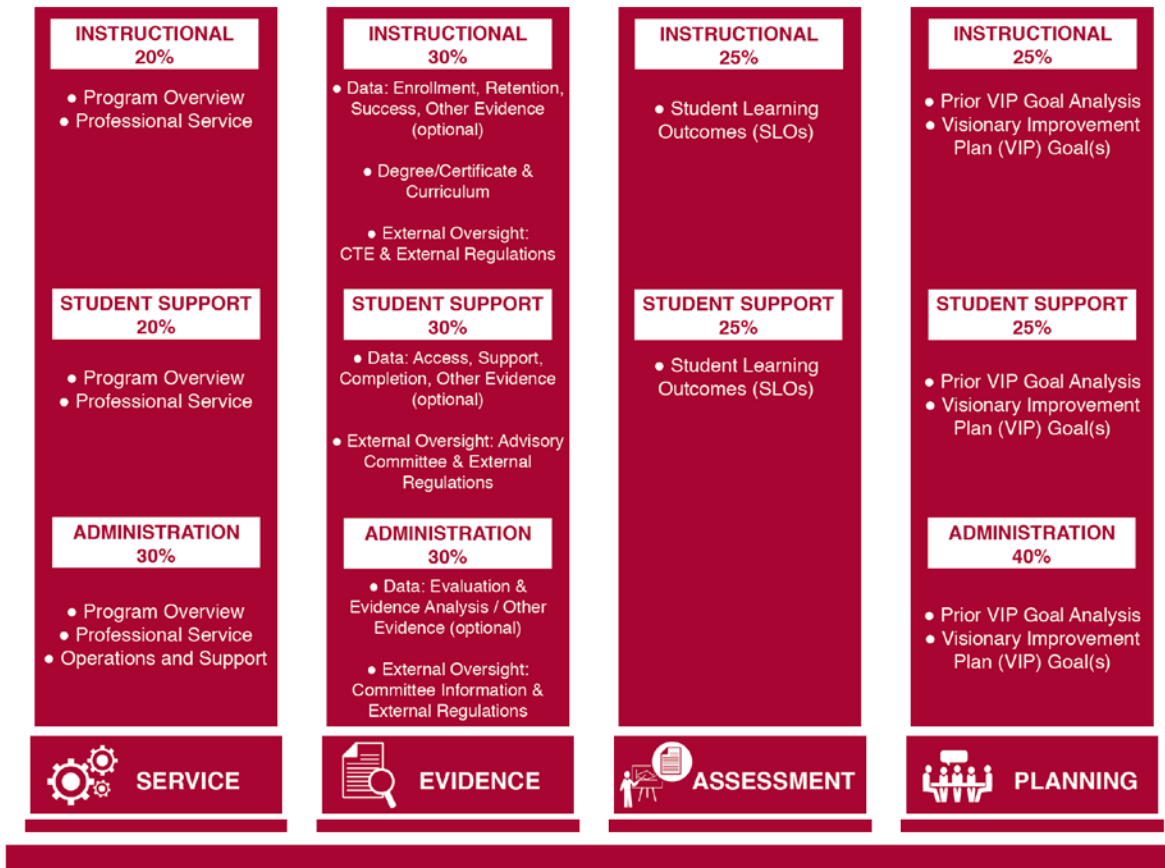 INSTRUCTIONAL
20%
● Program Overview
● Professional Service
STUDENT SUPPORT
20%
● Program Overview
● Professional Service
ADMINISTRATION
30%
● Program Overview
● Professional Service
● Operations and Support
SERVICE
INSTRUCTIONAL
30%
● Data: Enrollment, Retention,
Success, Other Evidence
(optional)
● Degree/Certificate &
Curriculum
● External Oversight:
CTE & External Regulations
STUDENT SUPPORT
30%
● Data: Access, Support,
Completion, Other Evidence
(optional)
● External Oversight: Advisory
Committee & External
Regulations
ADMINISTRATION
30%
● Data: Evaluation &
Evidence Analysis / Other
Evidence (optional)
● External Oversight:
Committee Information &
External Regulations
EVIDENCE
INSTRUCTIONAL
25%
● Student Learning
Outcomes (SLOs)
STUDENT SUPPORT
25%
● Student Learning
Outcomes (SLOs)
ASSESSMENT
INSTRUCTIONAL
25%
● Prior VIP Goal Analysis
● Visionary Improvement
Plan (VIP) Goal(s)
STUDENT SUPPORT
25%
● Prior VIP Goal Analysis
● Visionary Improvement
Plan (VIP) Goal(s)
ADMINISTRATION
40%
● Prior VIP Goal Analysis
● Visionary Improvement
Plan (VIP) Goal(s)
PLANNING